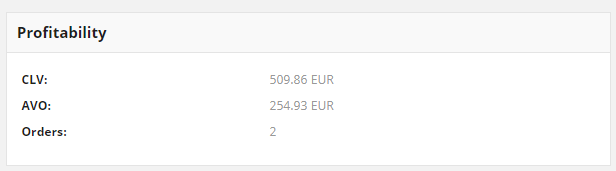 Profitability
CLV: 509.86 EUR
AVO: 254.93 EUR
Orders: 2